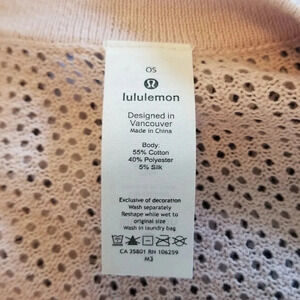 OS
lululemon
Designed in
Vancouver
Made in China
Body:
55% Cotton
40% Polyester
5% Silk
Exclusive of decoration
Wash separately
Reshape while wet to
original size
Wash in laundry bag
CA 35801 RN 106259
M3